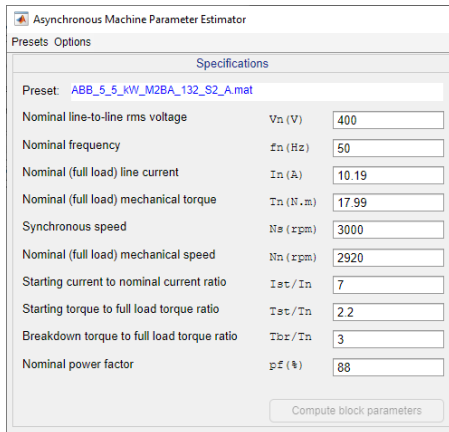 Asynchronous Machine Parameter Estimator
Presets Options
Specifications
Preset: ABB_5_5_kW_M2BA_132_S2_A.mat
Nominal line-to-line rms voltage Vn(V) 400
Nominal frequency fn(Hz) 50
Nominal (full load) line current In(A) 10.19
Nominal (full load) mechanical torque Tn(N.m) 17.99
Synchronous speed Ns(rpm) 3000
Nominal (full load) mechanical speed Nn(rpm) 2920
Starting current to nominal current ratio Ist/In 7
Starting torque to full load torque ratio Tst/Tn 2.2
Breakdown torque to full load torque ratio Tbr/Tn 3
Nominal power factor pf(%) 88
Compute block parameters